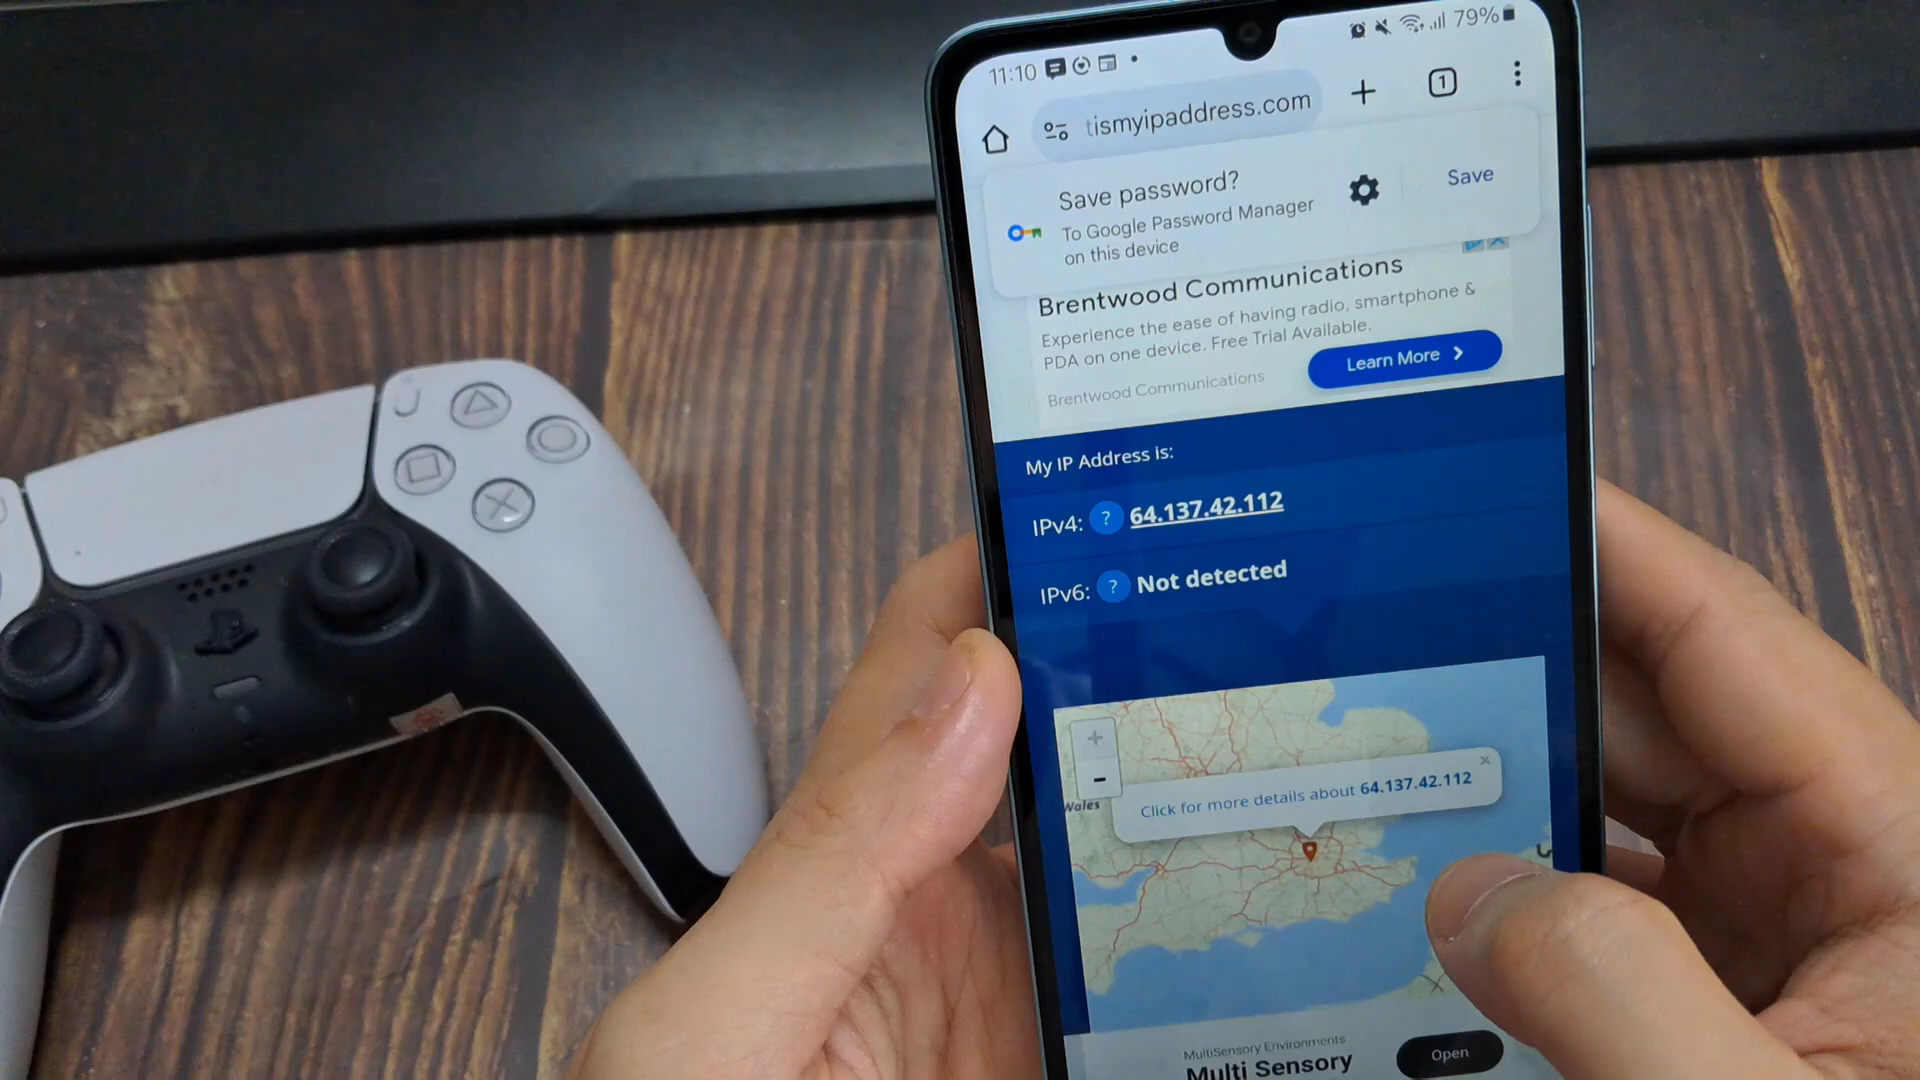 11:10
79%
tismyipaddress.com
1
Save password?
To Google Password Manager
on this device
Save
Brentwood Communications
Experience the ease of having radio, smartphone &
PDA on one device. Free Trial Available.
Brentwood Communications
Learn More
My IP Address is:
IPv4: ? 64.137.42.112
IPv6: ? Not detected
+
-
Wales
Click for more details about 64.137.42.112
×
MultiSensory Environments
Multi Sensory
Open